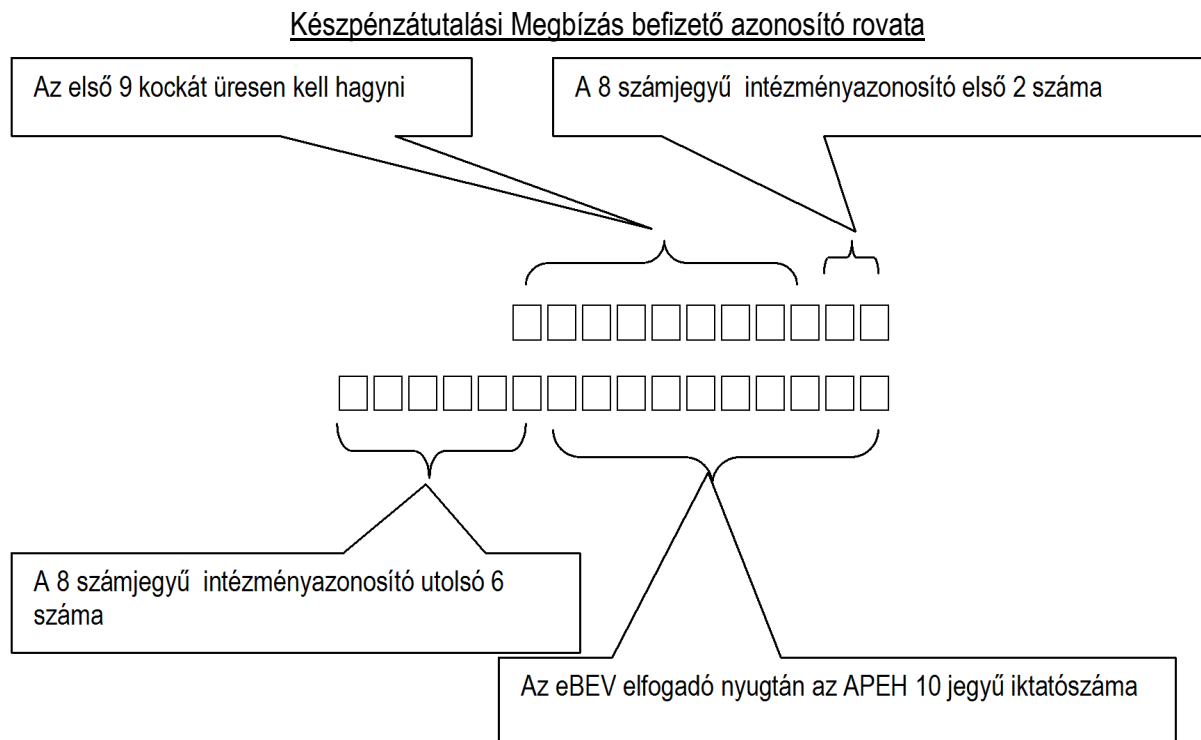 Készpénzátutalási Megbízás befizető azonosító rovata
Az első 9 kockát üresen kell hagyni
A 8 számjegyű intézményazonosító első 2 száma
A 8 számjegyű intézményazonosító utolsó 6
száma
Az eBEV elfogadó nyugtán az APEH 10 jegyű iktatószáma